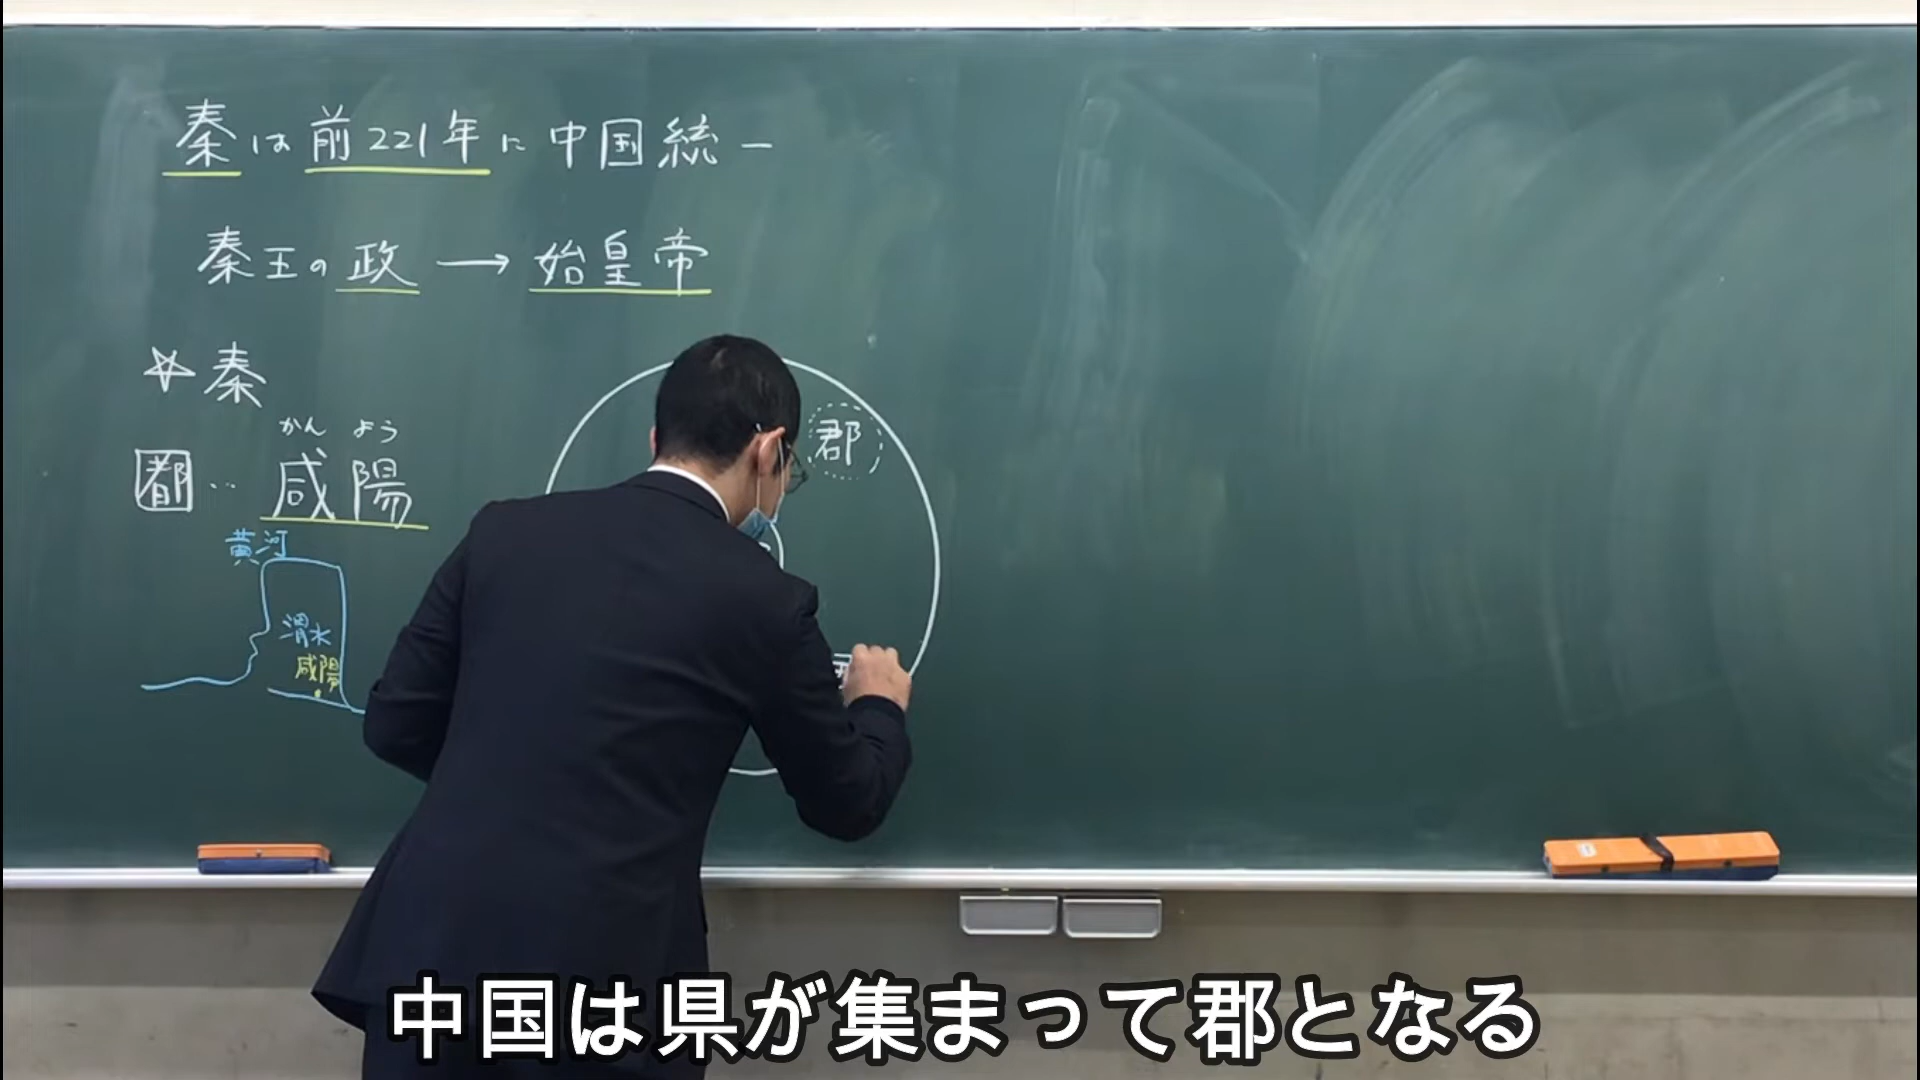 秦は前221年に中国統一
秦王の政→始皇帝
☆秦
かんよう
都…咸陽
黄河
渭水
咸陽
郡
中国は県が集まって郡となる